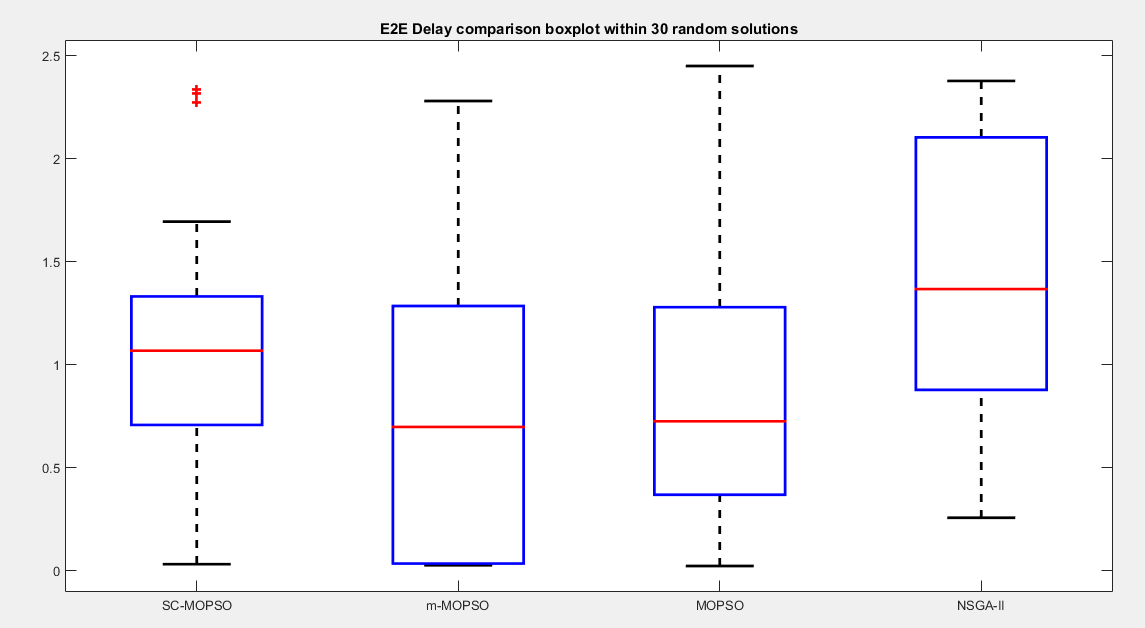 E2E Delay comparison boxplot within 30 random solutions
2.5
2
1.5
1
0.5
0
SC-MOPSO
m-MOPSO
MOPSO
NSGA-II